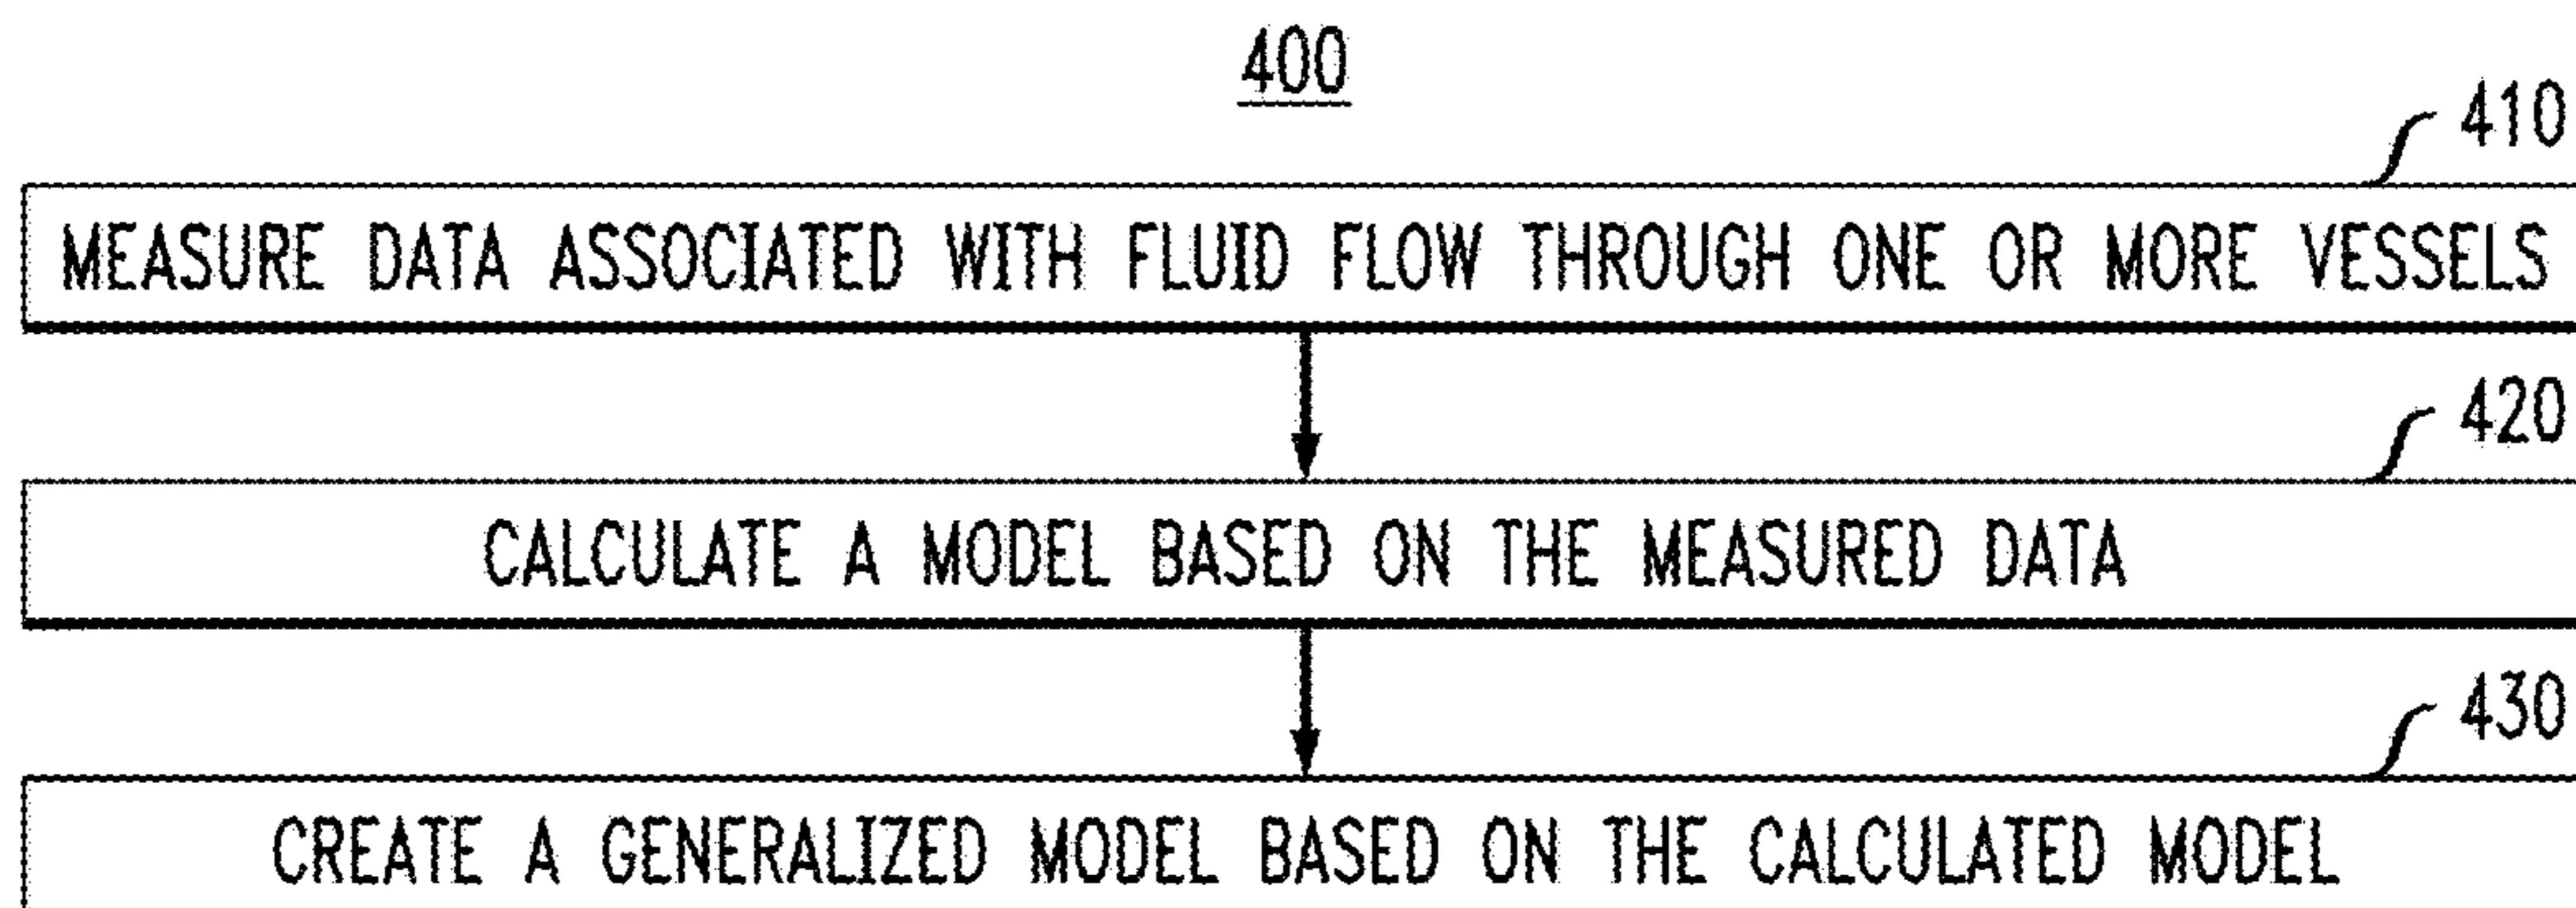 400
410
MEASURE DATA ASSOCIATED WITH FLUID FLOW THROUGH ONE OR MORE VESSELS
420
CALCULATE A MODEL BASED ON THE MEASURED DATA
430
CREATE A GENERALIZED MODEL BASED ON THE CALCULATED MODEL